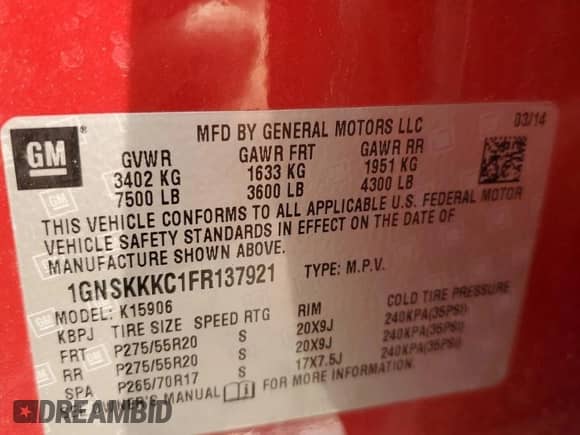 GM
MFD BY GENERAL MOTORS LLC
03/14
GVWR GAWR FRT GAWR RR
3402 KG 1633 KG 1951 KG
7500 LB 3600 LB 4300 LB
THIS VEHICLE CONFORMS TO ALL APPLICABLE U.S. FEDERAL MOTOR
VEHICLE SAFETY STANDARDS IN EFFECT ON THE DATE OF
MANUFACTURE SHOWN ABOVE.
1GNSKKKC1FR137921 TYPE: M.P.V.
MODEL: K15906
KBPJ TIRE SIZE SPEED RTG RIM COLD TIRE PRESSURE
FRT P275/55R20 S 20X9J 240KPA(35PSI)
RR P275/55R20 S 20X9J 240KPA(35PSI)
SPA P265/70R17 S 17X7.5J 240KPA(35PSI)
SEE OWNER'S MANUAL FOR MORE INFORMATION.
DREAMBID